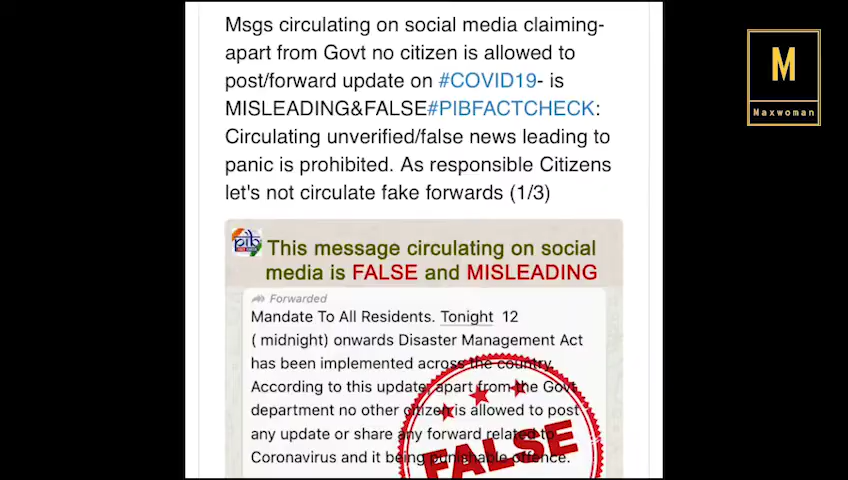 Msgs circulating on social media claiming-
apart from Govt no citizen is allowed to
post/forward update on #COVID19- is
MISLEADING&FALSE#PIBFACTCHECK:
Circulating unverified/false news leading to
panic is prohibited. As responsible Citizens
let's not circulate fake forwards (1/3)
pib
This message circulating on social
media is FALSE and MISLEADING
Forwarded
Mandate To All Residents. Tonight 12
( midnight) onwards Disaster Management Act
has been implemented across the country.
According to this update, apart from the Govt
department no other citizen is allowed to post
any update or share any forward related to
Coronavirus and it being punishable offence.
FALSE
M
Maxwoman